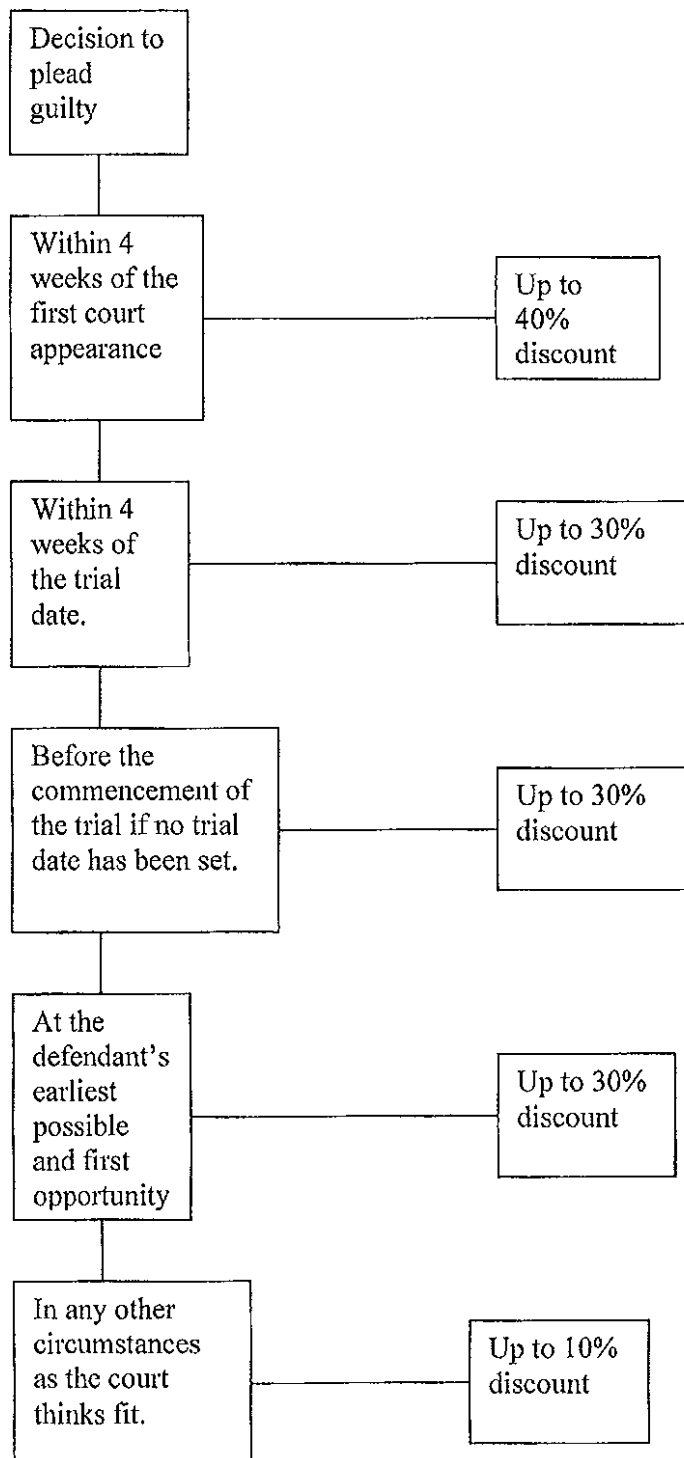 Decision to
plead
guilty
Within 4
weeks of the
first court
appearance
Up to
40%
discount
Within 4
weeks of
the trial
date.
Up to 30%
discount
Before the
commencement of
the trial if no trial
date has been set.
Up to 30%
discount
At the
defendant's
earliest
possible
and first
opportunity
Up to 30%
discount
In any other
circumstances
as the court
thinks fit.
Up to 10%
discount